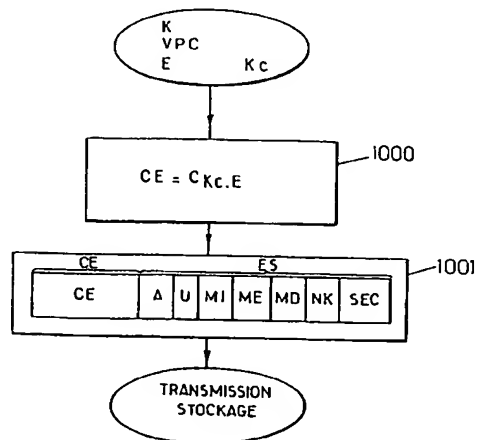 K
VPC
E Kc
1000
CE = CKc.E
CE ES
1001
CE Δ U MI ME MD NK SEC
TRANSMISSION
STOCKAGE